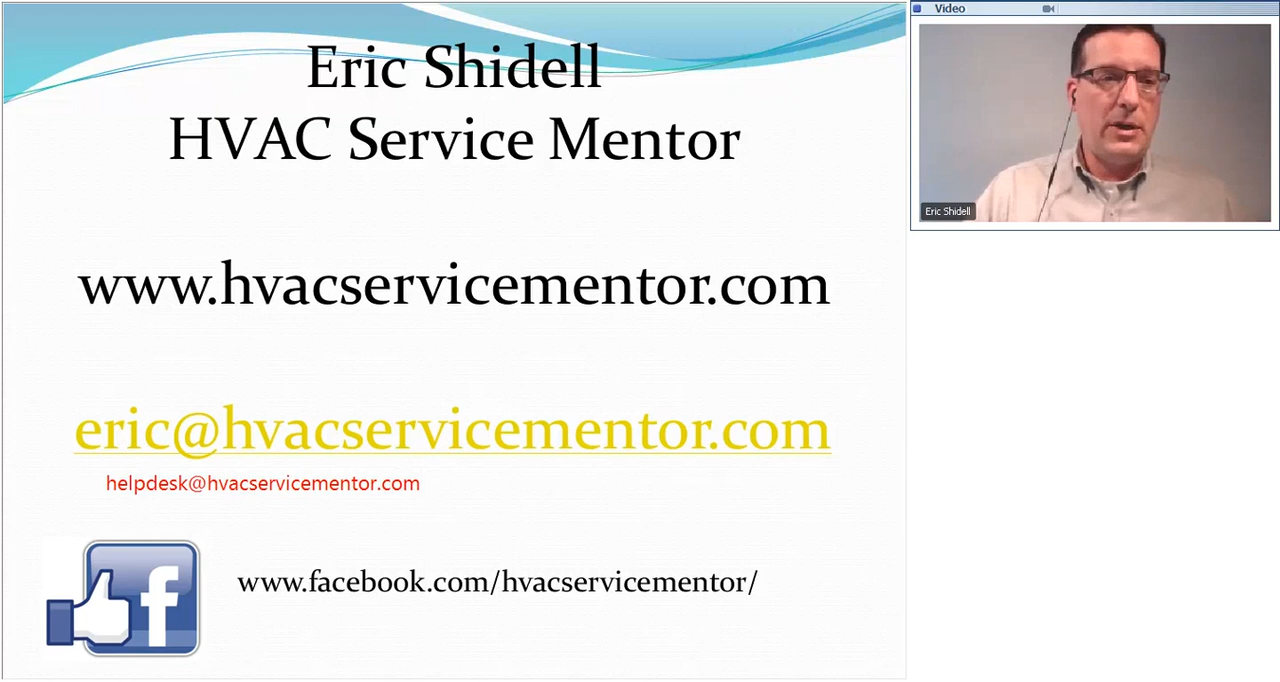 Eric Shidell
HVAC Service Mentor
www.hvacservicementor.com
eric@hvacservicementor.com
helpdesk@hvacservicementor.com
f
www.facebook.com/hvacservicementor/
Video
Eric Shidell